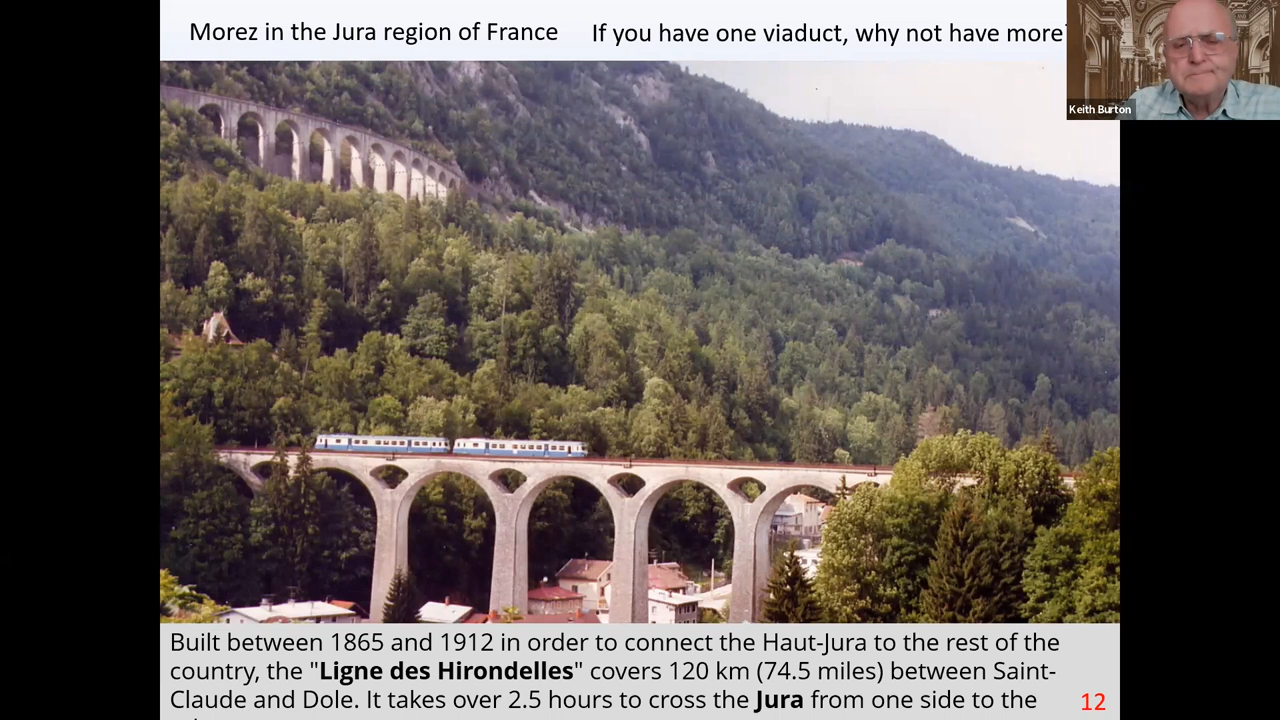 Morez in the Jura region of France If you have one viaduct, why not have more
Keith Burton
Built between 1865 and 1912 in order to connect the Haut-Jura to the rest of the
country, the "Ligne des Hirondelles" covers 120 km (74.5 miles) between Saint-
Claude and Dole. It takes over 2.5 hours to cross the Jura from one side to the
12